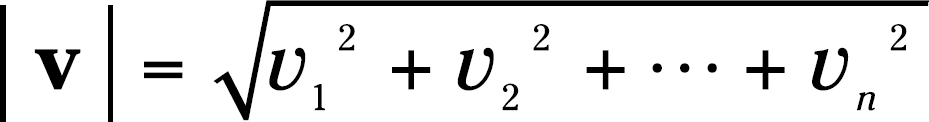 |𝐯| = √(v₁² + v₂² + ⋯ + vₙ²)